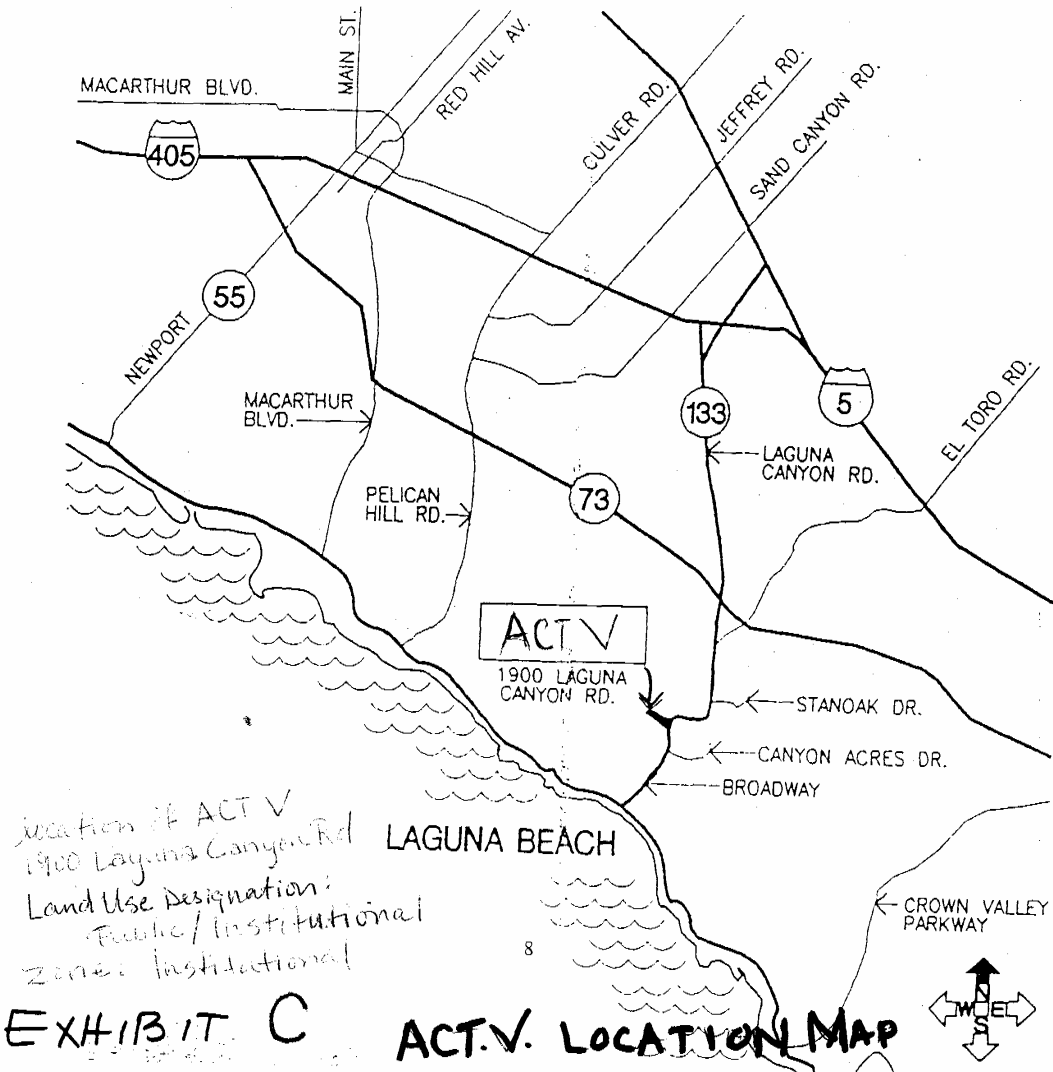 MAIN ST.
RED HILL AV.
MACARTHUR BLVD.
CULVER RD.
JEFFREY RD.
SAND CANYON RD.
405
55
NEWPORT
MACARTHUR
BLVD.
133
5
EL TORO RD.
LAGUNA
CANYON RD.
PELICAN
HILL RD.
73
ACT V
1900 LAGUNA
CANYON RD.
STANOAK DR.
CANYON ACRES DR.
BROADWAY
LAGUNA BEACH
location of ACT V
1900 Laguna Canyon Rd
Land Use Designation:
Public/Institutional
Zone: Institutional
8
CROWN VALLEY
PARKWAY
N
W E
S
EXHIBIT C
ACT.V. LOCATION MAP